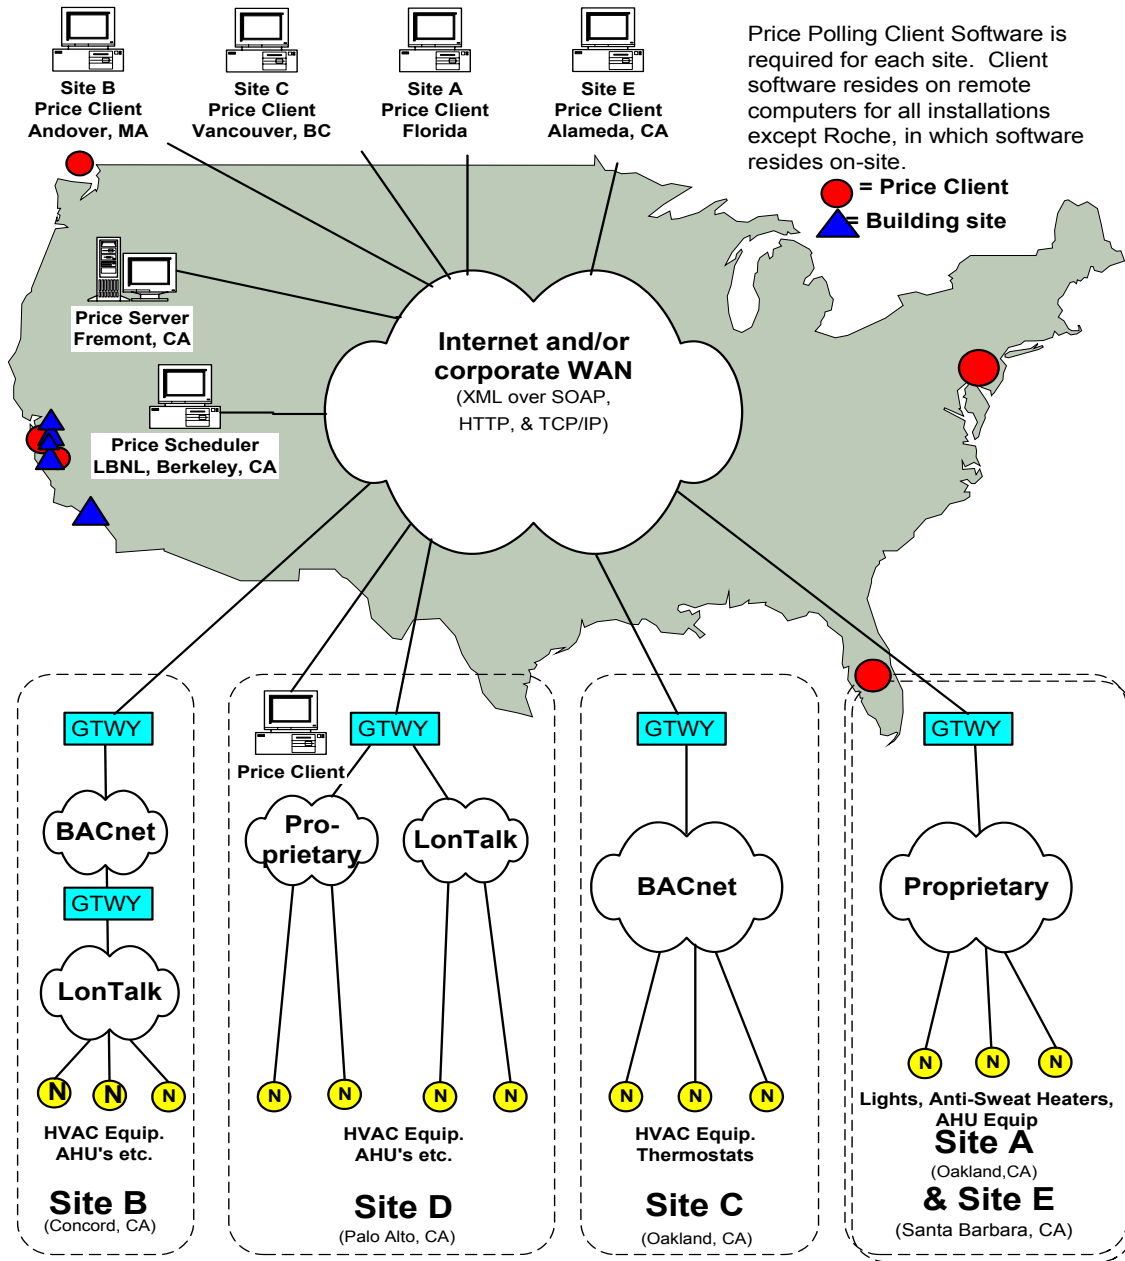 Site B
Price Client
Andover, MA
Site C
Price Client
Vancouver, BC
Site A
Price Client
Florida
Site E
Price Client
Alameda, CA
Price Polling Client Software is
required for each site. Client
software resides on remote
computers for all installations
except Roche, in which software
resides on-site.
= Price Client
= Building site
Price Server
Fremont, CA
Price Scheduler
LBNL, Berkeley, CA
Internet and/or
corporate WAN
(XML over SOAP,
HTTP, & TCP/IP)
GTWY
BACnet
GTWY
LonTalk
N
N
N
HVAC Equip.
AHU's etc.
Site B
(Concord, CA)
Price Client
GTWY
Pro-
prietary
LonTalk
N
N
N
N
HVAC Equip.
AHU's etc.
Site D
(Palo Alto, CA)
GTWY
BACnet
N
N
N
HVAC Equip.
Thermostats
Site C
(Oakland, CA)
GTWY
Proprietary
N
N
N
Lights, Anti-Sweat Heaters,
AHU Equip
Site A
(Oakland,CA)
& Site E
(Santa Barbara, CA)